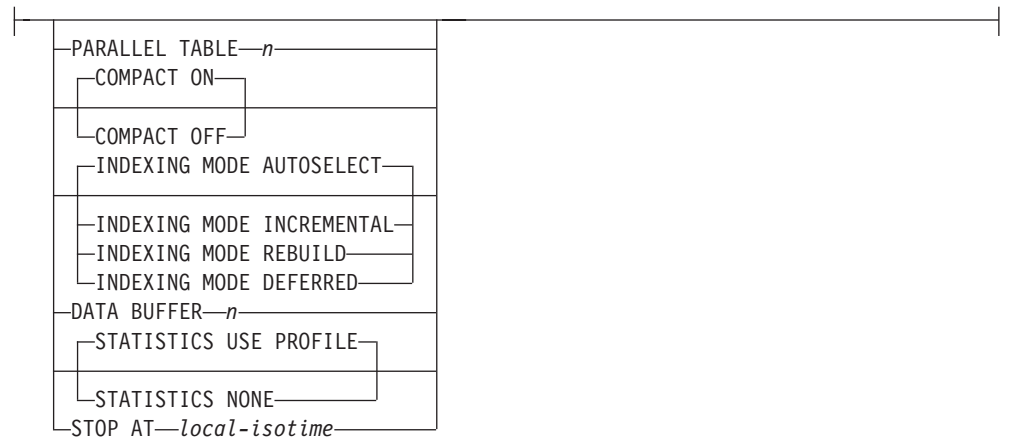 PARALLEL TABLE n
COMPACT ON
COMPACT OFF
INDEXING MODE AUTOSELECT
INDEXING MODE INCREMENTAL
INDEXING MODE REBUILD
INDEXING MODE DEFERRED
DATA BUFFER n
STATISTICS USE PROFILE
STATISTICS NONE
STOP AT local-isotime